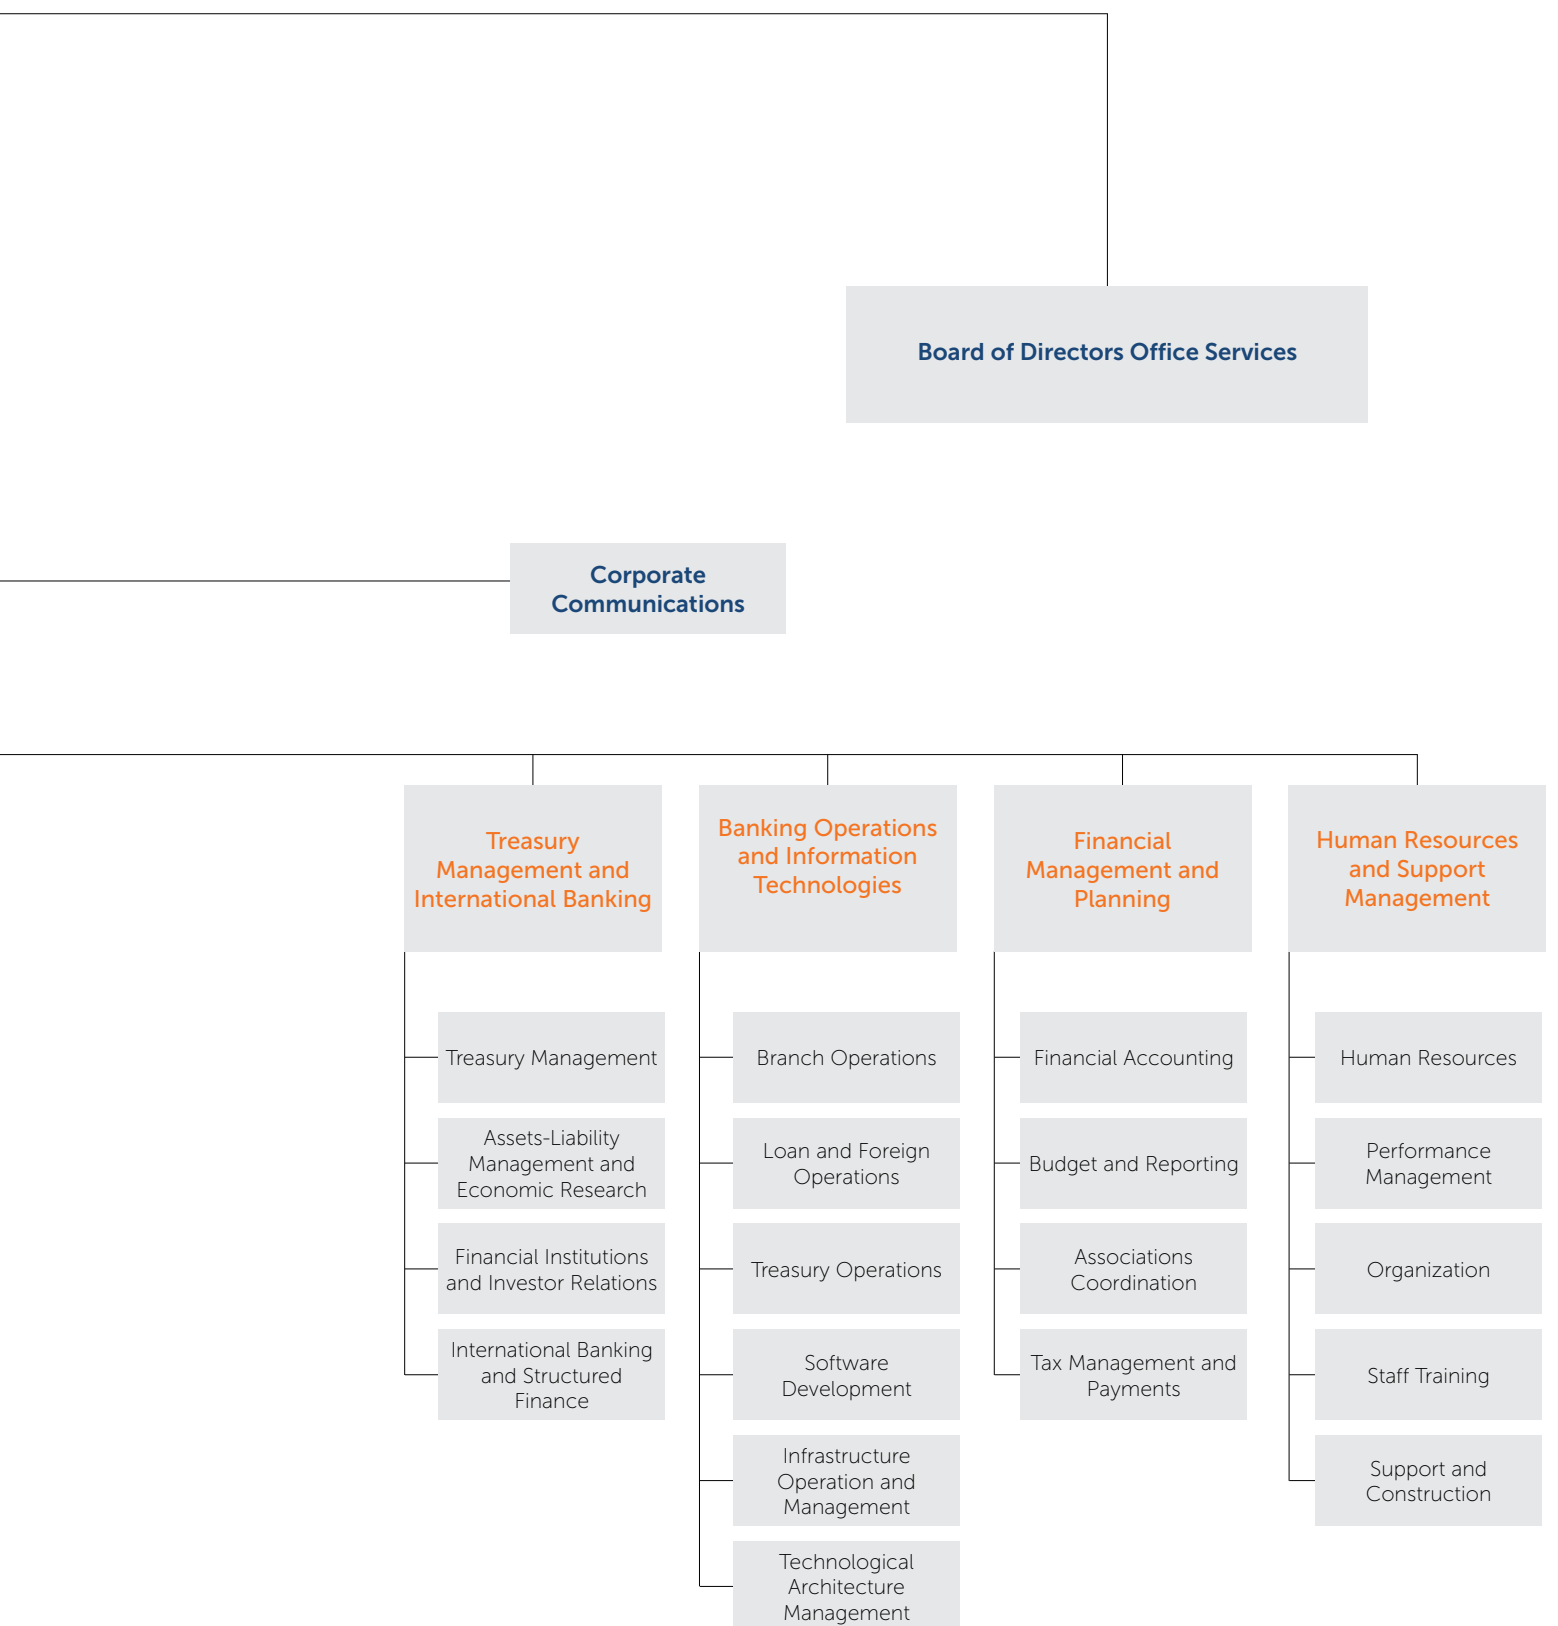 Board of Directors Office Services
Corporate
Communications
Treasury
Management and
International Banking
Treasury Management
Assets-Liability
Management and
Economic Research
Financial Institutions
and Investor Relations
International Banking
and Structured
Finance
Banking Operations
and Information
Technologies
Branch Operations
Loan and Foreign
Operations
Treasury Operations
Software
Development
Infrastructure
Operation and
Management
Technological
Architecture
Management
Financial
Management and
Planning
Financial Accounting
Budget and Reporting
Associations
Coordination
Tax Management and
Payments
Human Resources
and Support
Management
Human Resources
Performance
Management
Organization
Staff Training
Support and
Construction